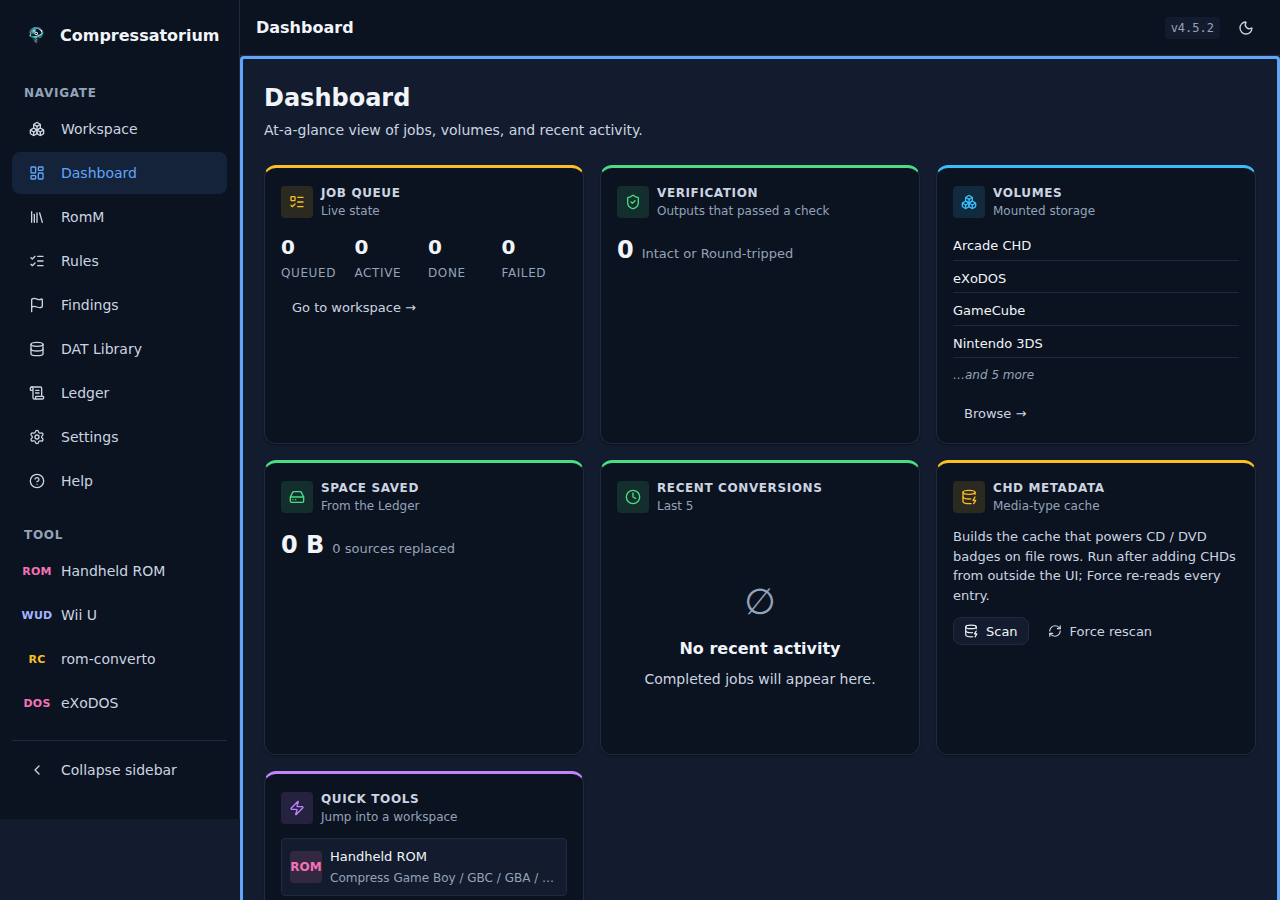 Compressatorium
Dashboard
v4.5.2
NAVIGATE
Workspace
Dashboard
RomM
Rules
Findings
DAT Library
Ledger
Settings
Help
TOOL
ROM Handheld ROM
WUD Wii U
RC rom-converto
DOS eXoDOS
Collapse sidebar
Dashboard
At-a-glance view of jobs, volumes, and recent activity.
JOB QUEUE
Live state
0 0 0 0
QUEUED ACTIVE DONE FAILED
Go to workspace →
VERIFICATION
Outputs that passed a check
0 Intact or Round-tripped
VOLUMES
Mounted storage
Arcade CHD
eXoDOS
GameCube
Nintendo 3DS
…and 5 more
Browse →
SPACE SAVED
From the Ledger
0 B 0 sources replaced
RECENT CONVERSIONS
Last 5
No recent activity
Completed jobs will appear here.
CHD METADATA
Media-type cache
Builds the cache that powers CD / DVD
badges on file rows. Run after adding CHDs
from outside the UI; Force re-reads every
entry.
Scan Force rescan
QUICK TOOLS
Jump into a workspace
ROM Handheld ROM
Compress Game Boy / GBC / GBA / …